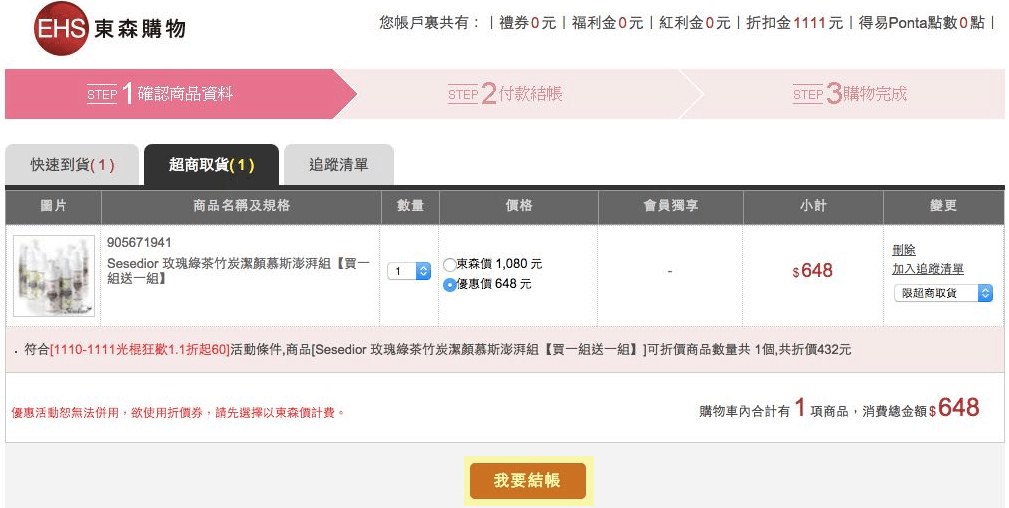 EHS 東森購物
您帳戶裏共有：| 禮券0元 | 福利金0元 | 紅利金0元 | 折扣金1111元 | 得易Ponta點數0點 |
STEP 1 確認商品資料
STEP 2 付款結帳
STEP 3 購物完成
快速到貨(1)
超商取貨(1)
追蹤清單
圖片 商品名稱及規格 數量 價格 會員獨享 小計 變更
905671941
Sesedior 玫瑰綠茶竹炭潔顏慕斯澎湃組【買一
組送一組】
1
東森價 1,080 元
優惠價 648 元
-
$648
刪除
加入追蹤清單
限超商取貨
．符合[1110-1111光棍狂歡1.1折起60]活動條件,商品[Sesedior 玫瑰綠茶竹炭潔顏慕斯澎湃組【買一組送一組】]可折價商品數量共 1個,共折價432元
優惠活動恕無法併用，欲使用折價券，請先選擇以東森價計費。
購物車內合計有 1 項商品，消費總金額$648
我要結帳